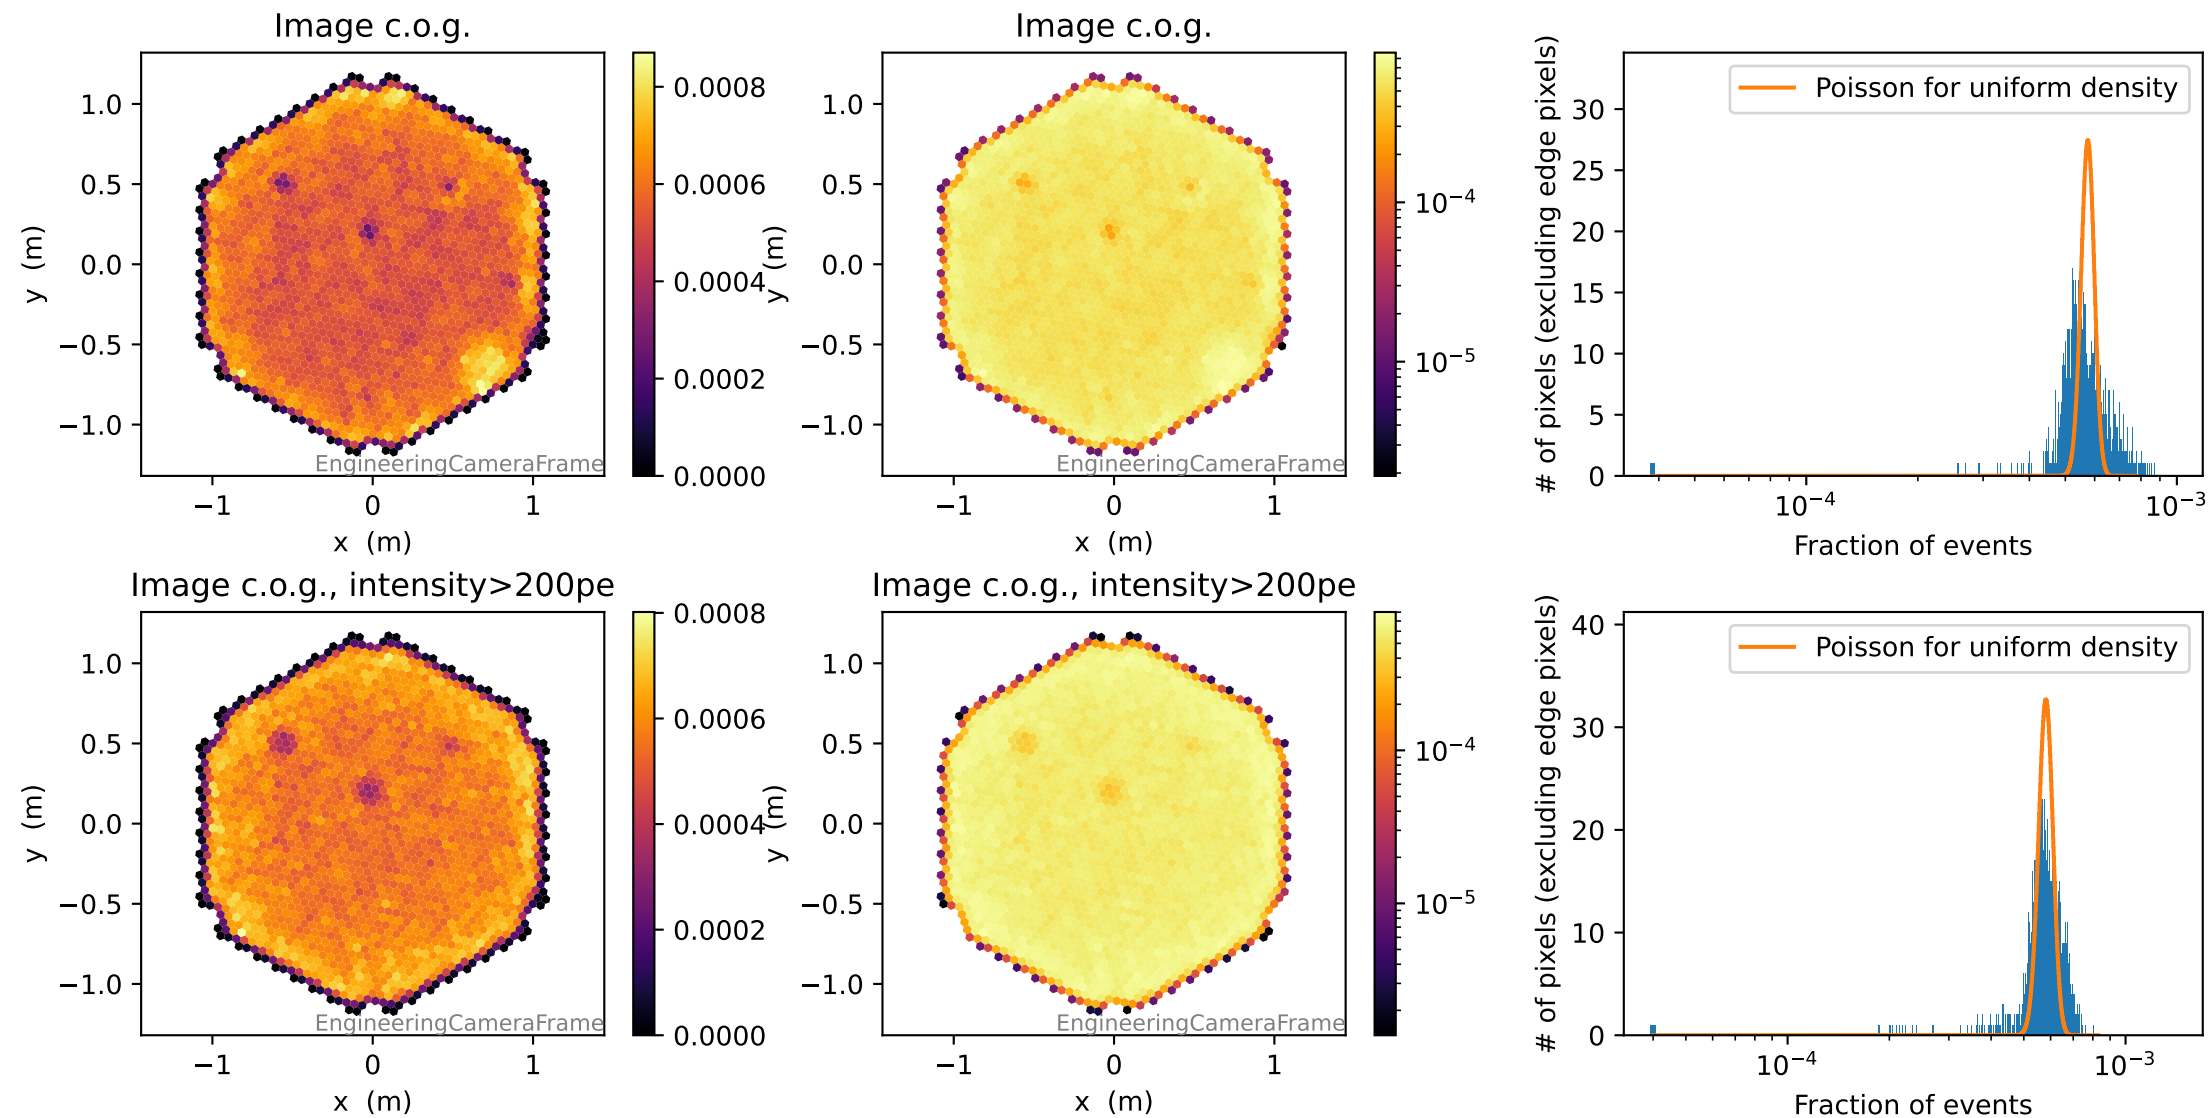 Image c.o.g.
1.0
0.5
0.0
−0.5
−1.0
y (m)
−1
0
1
x (m)
EngineeringCameraFrame
0.0008
0.0006
0.0004
0.0002
0.0000
Image c.o.g.
1.0
0.5
0.0
−0.5
−1.0
y (m)
−1
0
1
x (m)
EngineeringCameraFrame
10⁻⁴
10⁻⁵
Poisson for uniform density
30
25
20
15
10
5
0
# of pixels (excluding edge pixels)
10⁻⁴
10⁻³
Fraction of events
Image c.o.g., intensity>200pe
1.0
0.5
0.0
−0.5
−1.0
y (m)
−1
0
1
x (m)
EngineeringCameraFrame
0.0008
0.0006
0.0004
0.0002
0.0000
Image c.o.g., intensity>200pe
1.0
0.5
0.0
−0.5
−1.0
y (m)
−1
0
1
x (m)
EngineeringCameraFrame
10⁻⁴
10⁻⁵
Poisson for uniform density
40
30
20
10
0
# of pixels (excluding edge pixels)
10⁻⁴
10⁻³
Fraction of events